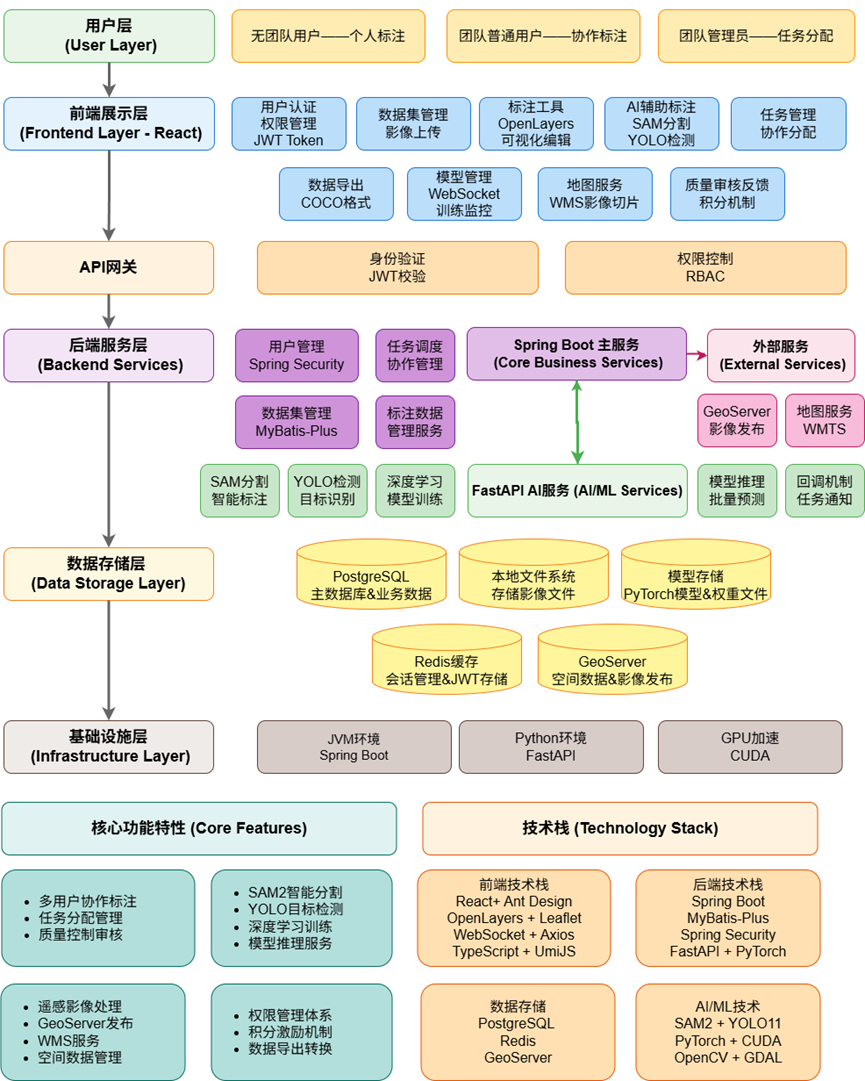 用户层
(User Layer)
无团队用户——个人标注
团队普通用户——协作标注
团队管理员——任务分配
前端展示层
(Frontend Layer - React)
用户认证
权限管理
JWT Token
数据集管理
影像上传
标注工具
OpenLayers
可视化编辑
AI辅助标注
SAM分割
YOLO检测
任务管理
协作分配
数据导出
COCO格式
模型管理
WebSocket
训练监控
地图服务
WMS影像切片
质量审核反馈
积分机制
API网关
身份验证
JWT校验
权限控制
RBAC
后端服务层
(Backend Services)
用户管理
Spring Security
任务调度
协作管理
Spring Boot 主服务
(Core Business Services)
外部服务
(External Services)
数据集管理
MyBatis-Plus
标注数据
管理服务
GeoServer
影像发布
地图服务
WMTS
SAM分割
智能标注
YOLO检测
目标识别
深度学习
模型训练
FastAPI AI服务 (AI/ML Services)
模型推理
批量预测
回调机制
任务通知
数据存储层
(Data Storage Layer)
PostgreSQL
主数据库&业务数据
本地文件系统
存储影像文件
模型存储
PyTorch模型&权重文件
Redis缓存
会话管理&JWT存储
GeoServer
空间数据&影像发布
基础设施层
(Infrastructure Layer)
JVM环境
Spring Boot
Python环境
FastAPI
GPU加速
CUDA
核心功能特性 (Core Features)
技术栈 (Technology Stack)
• 多用户协作标注
• 任务分配管理
• 质量控制审核
• SAM2智能分割
• YOLO目标检测
• 深度学习训练
• 模型推理服务
前端技术栈
React+ Ant Design
OpenLayers + Leaflet
WebSocket + Axios
TypeScript + UmiJS
后端技术栈
Spring Boot
MyBatis-Plus
Spring Security
FastAPI + PyTorch
• 遥感影像处理
• GeoServer发布
• WMS服务
• 空间数据管理
• 权限管理体系
• 积分激励机制
• 数据导出转换
数据存储
PostgreSQL
Redis
GeoServer
AI/ML技术
SAM2 + YOLO11
PyTorch + CUDA
OpenCV + GDAL